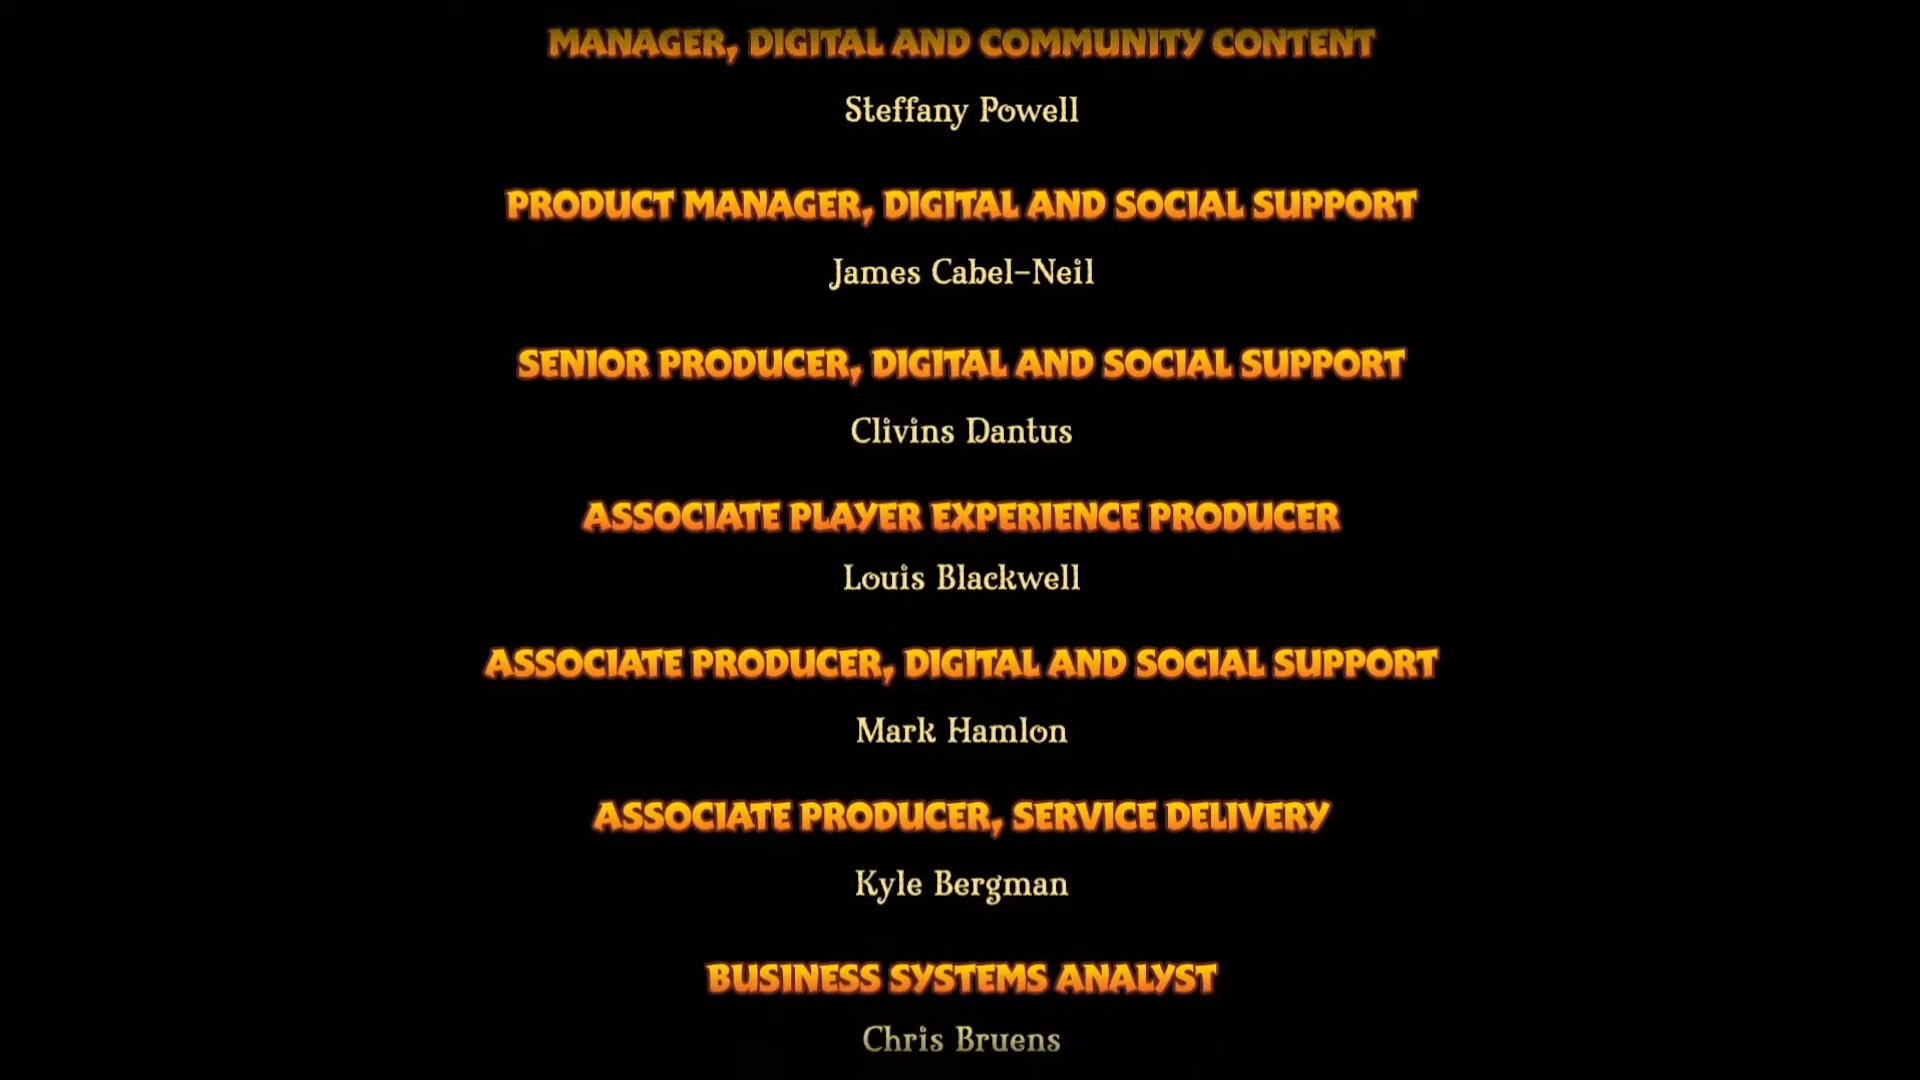 MANAGER, DIGITAL AND COMMUNITY CONTENT
Steffany Powell
PRODUCT MANAGER, DIGITAL AND SOCIAL SUPPORT
James Cabel-Neil
SENIOR PRODUCER, DIGITAL AND SOCIAL SUPPORT
Clivins Dantus
ASSOCIATE PLAYER EXPERIENCE PRODUCER
Louis Blackwell
ASSOCIATE PRODUCER, DIGITAL AND SOCIAL SUPPORT
Mark Hamlon
ASSOCIATE PRODUCER, SERVICE DELIVERY
Kyle Bergman
BUSINESS SYSTEMS ANALYST
Chris Bruens